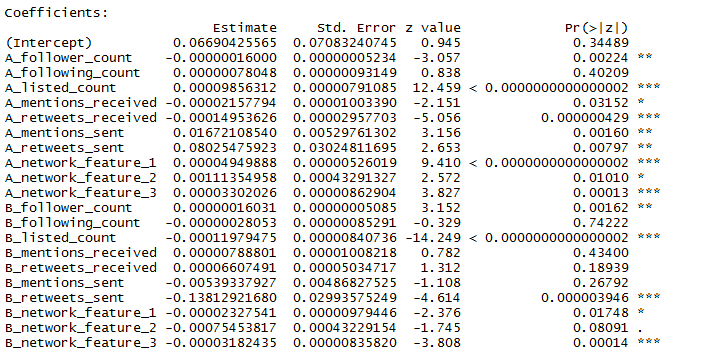 Coefficients:
Estimate Std. Error z value Pr(>|z|)
(Intercept) 0.06690425565 0.07083240745 0.945 0.34489
A_follower_count -0.00000016000 0.00000005234 -3.057 0.00224 **
A_following_count 0.00000078048 0.00000093149 0.838 0.40209
A_listed_count 0.00009856312 0.00000791085 12.459 < 0.0000000000000002 ***
A_mentions_received -0.00002157794 0.00001003390 -2.151 0.03152 *
A_retweets_received -0.00014953626 0.00002957703 -5.056 0.000000429 ***
A_mentions_sent 0.01672108540 0.00529761302 3.156 0.00160 **
A_retweets_sent 0.08025475923 0.03024811695 2.653 0.00797 **
A_network_feature_1 0.00004949888 0.00000526019 9.410 < 0.0000000000000002 ***
A_network_feature_2 0.00111354958 0.00043291327 2.572 0.01010 *
A_network_feature_3 0.00003302026 0.00000862904 3.827 0.00013 ***
B_follower_count 0.00000016031 0.00000005085 3.152 0.00162 **
B_following_count -0.00000028053 0.00000085291 -0.329 0.74222
B_listed_count -0.00011979475 0.00000840736 -14.249 < 0.0000000000000002 ***
B_mentions_received 0.00000788801 0.00001008218 0.782 0.43400
B_retweets_received 0.00006607491 0.00005034717 1.312 0.18939
B_mentions_sent -0.00539337927 0.00486827525 -1.108 0.26792
B_retweets_sent -0.13812921680 0.02993575249 -4.614 0.000003946 ***
B_network_feature_1 -0.00002327541 0.00000979446 -2.376 0.01748 *
B_network_feature_2 -0.00075453817 0.00043229154 -1.745 0.08091 .
B_network_feature_3 -0.00003182435 0.00000835820 -3.808 0.00014 ***